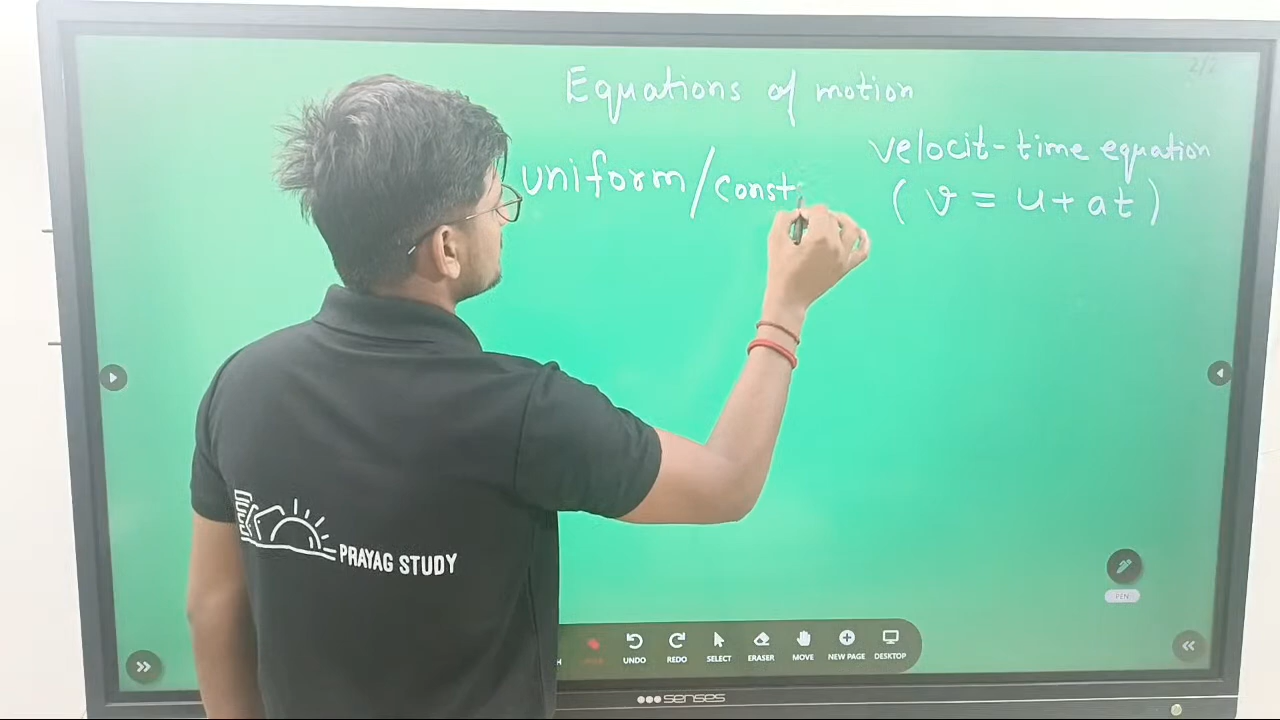 Equations of motion
velocit-time equation
uniform/const
( v = u + at )
PRAYAG STUDY
PEN
UNDO
REDO
SELECT
ERASER
MOVE
NEW PAGE
DESKTOP
senses